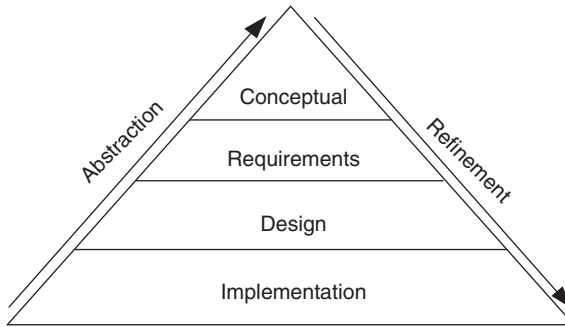 Conceptual
Abstraction
Refinement
Requirements
Design
Implementation